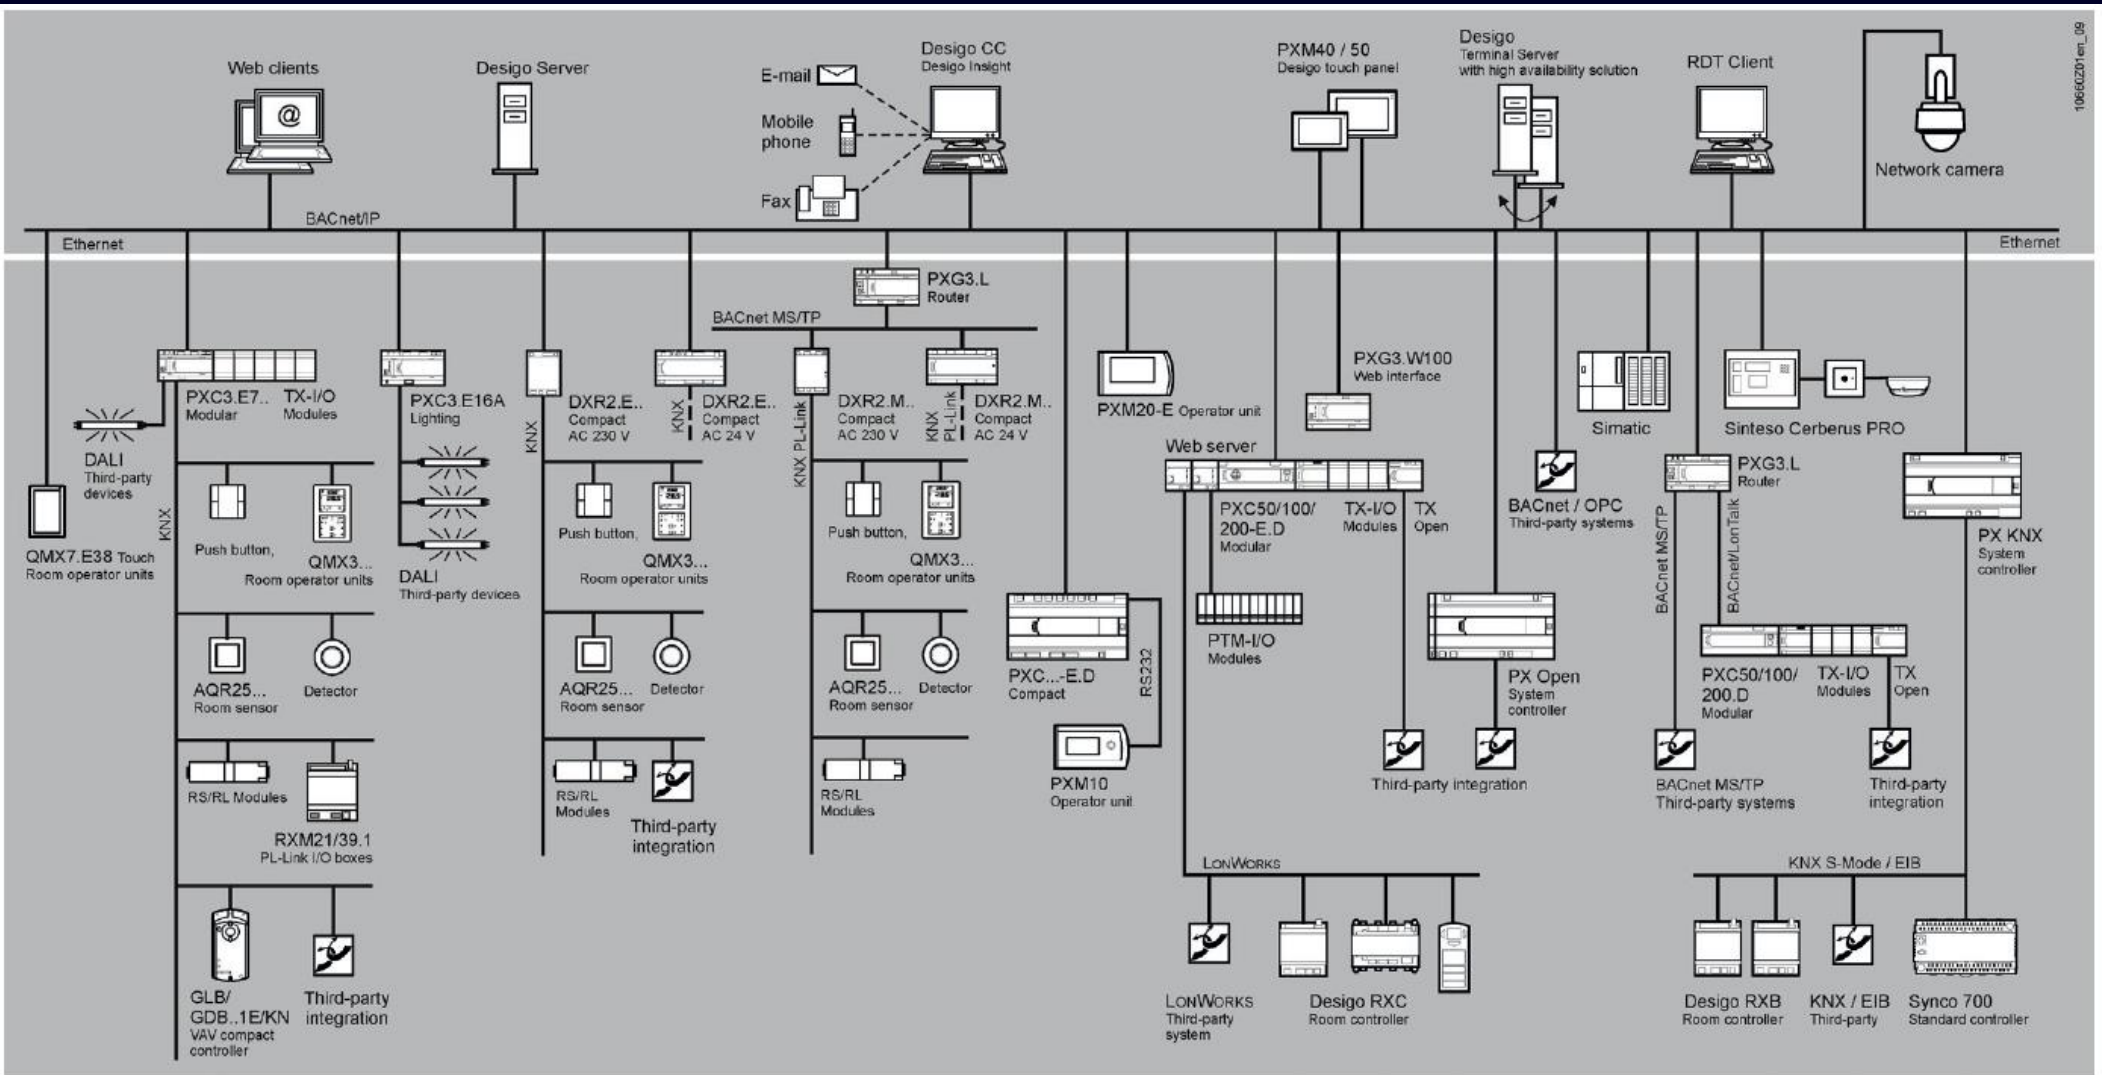 10660Z01en_09
Web clients
Desigo Server
E-mail
Mobile
phone
Fax
Desigo CC
Desigo Insight
PXM40 / 50
Desigo touch panel
Desigo
Terminal Server
with high availability solution
RDT Client
Network camera
@
BACnet/IP
Ethernet
Ethernet
PXG3.L
Router
BACnet MS/TP
PXC3.E7..
Modular
TX-I/O
Modules
PXC3.E16A
Lighting
DXR2.E..
Compact
AC 230 V
KNX
DXR2.E..
Compact
AC 24 V
KNX
DXR2.M..
Compact
AC 230 V
KNX PL-Link
DXR2.M..
Compact
AC 24 V
KNX
PL-Link
PXM20-E Operator unit
PXG3.W100
Web interface
Simatic
Sinteso Cerberus PRO
DALI
Third-party
devices
QMX7.E38 Touch
Room operator units
KNX
Push button,
QMX3...
Room operator units
DALI
Third-party devices
Push button,
QMX3...
Room operator units
Push button,
QMX3...
Room operator units
Web server
PXC50/100/
200-E.D
Modular
TX-I/O
Modules
TX
Open
BACnet / OPC
Third-party systems
PXG3.L
Router
BACnet MS/TP
BACnet/LonTalk
PX KNX
System
controller
AQR25...
Room sensor
Detector
AQR25...
Room sensor
Detector
AQR25...
Room sensor
Detector
PXC...-E.D
Compact
RS232
PTM-I/O
Modules
PX Open
System
controller
PXC50/100/
200.D
Modular
TX-I/O
Modules
TX
Open
RS/RL Modules
RXM21/39.1
PL-Link I/O boxes
RS/RL
Modules
Third-party
integration
RS/RL
Modules
PXM10
Operator unit
Third-party integration
BACnet MS/TP
Third-party systems
Third-party
integration
LONWORKS
KNX S-Mode / EIB
GLB/
GDB..1E/KN
VAV compact
controller
Third-party
integration
LONWORKS
Third-party
system
Desigo RXC
Room controller
Desigo RXB
Room controller
KNX / EIB
Third-party
Synco 700
Standard controller